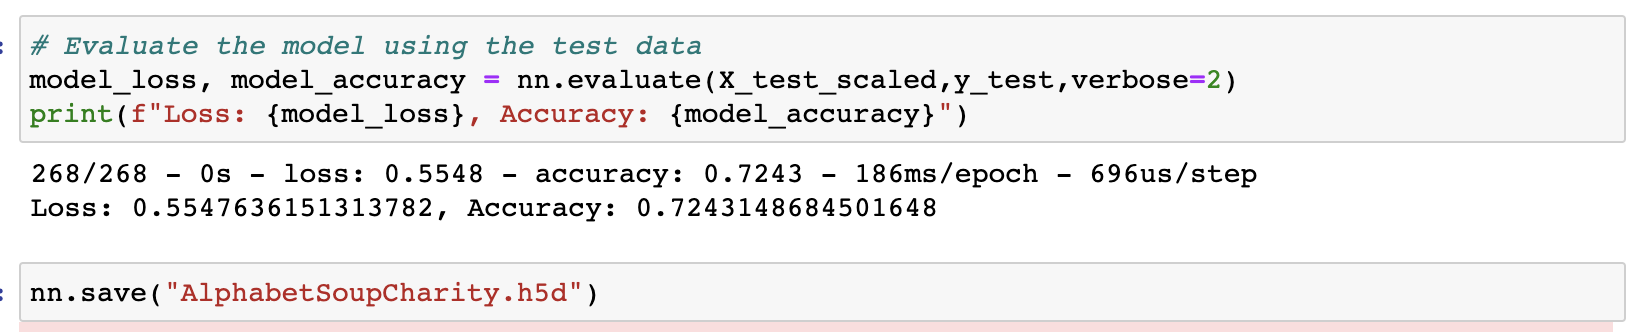 : # Evaluate the model using the test data
model_loss, model_accuracy = nn.evaluate(X_test_scaled,y_test,verbose=2)
print(f"Loss: {model_loss}, Accuracy: {model_accuracy}")
268/268 - 0s - loss: 0.5548 - accuracy: 0.7243 - 186ms/epoch - 696us/step
Loss: 0.5547636151313782, Accuracy: 0.7243148684501648
: nn.save("AlphabetSoupCharity.h5d")